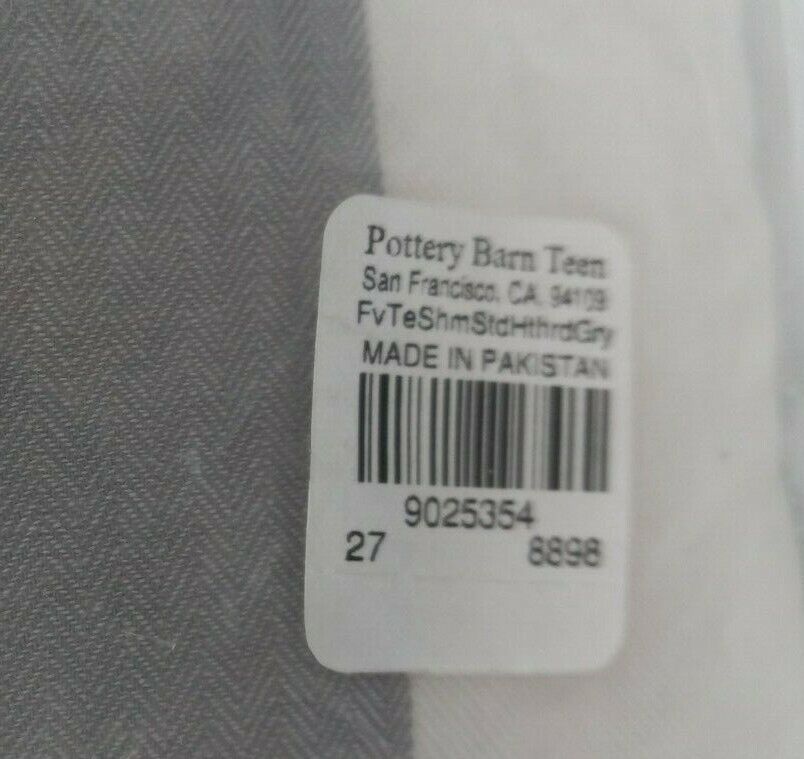 Pottery Barn Teen
San Francisco, CA, 94109
FvTeShmStdHthrdGry
MADE IN PAKISTAN
9025354
27 8898